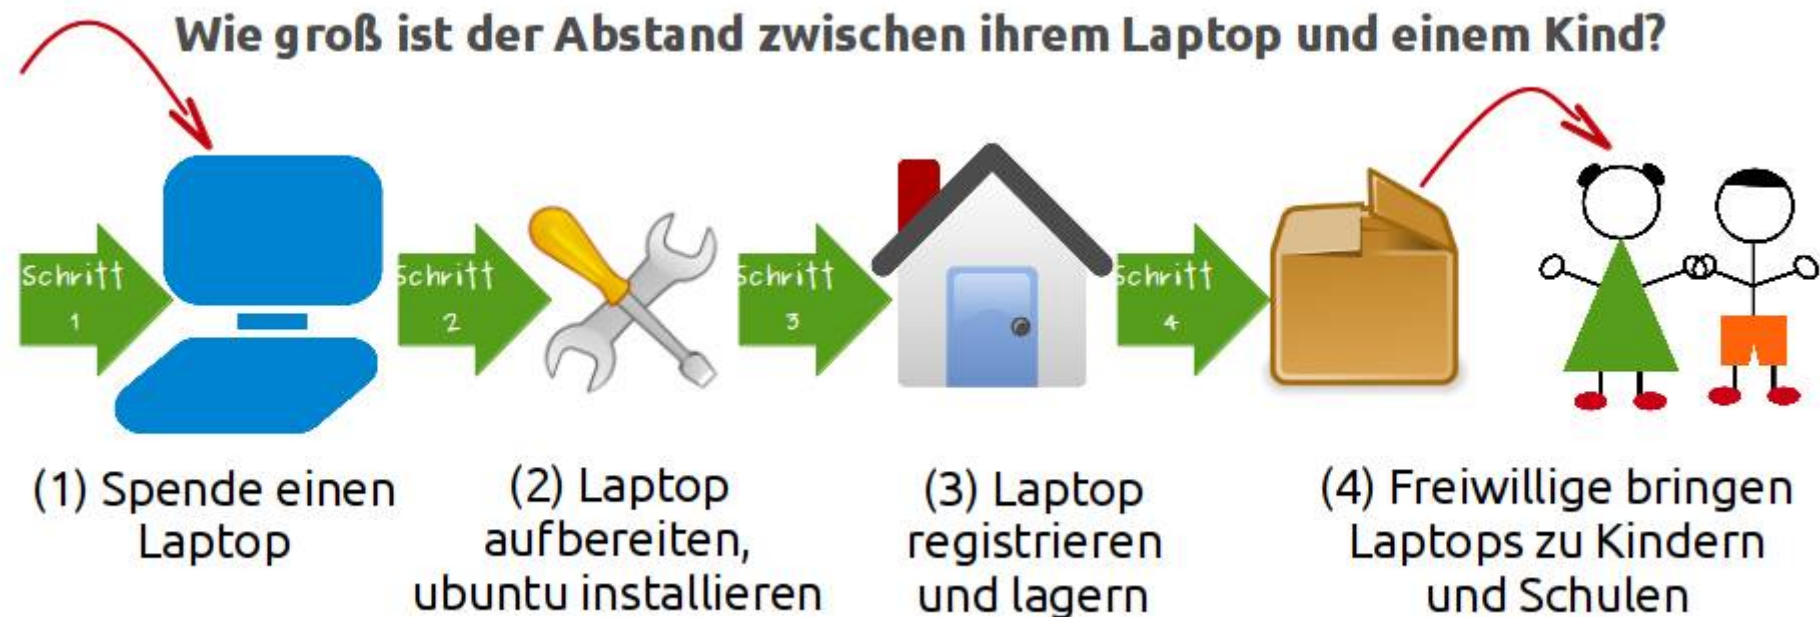 Wie groß ist der Abstand zwischen ihrem Laptop und einem Kind?
Schritt
1
Schritt
2
Schritt
3
Schritt
4
(1) Spende einen
Laptop
(2) Laptop
aufbereiten,
ubuntu installieren
(3) Laptop
registrieren
und lagern
(4) Freiwillige bringen
Laptops zu Kindern
und Schulen